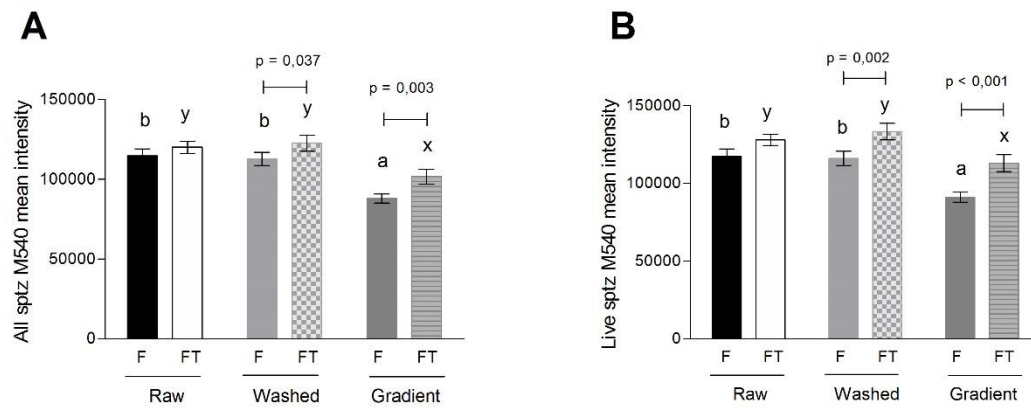 A
All sptz M540 mean intensity
150000
100000
50000
0
p = 0,037
p = 0,003
b
y
b
y
a
x
F
FT
F
FT
F
FT
Raw
Washed
Gradient
B
Live sptz M540 mean intensity
150000
100000
50000
0
p = 0,002
p < 0,001
b
y
b
y
a
x
F
FT
F
FT
F
FT
Raw
Washed
Gradient